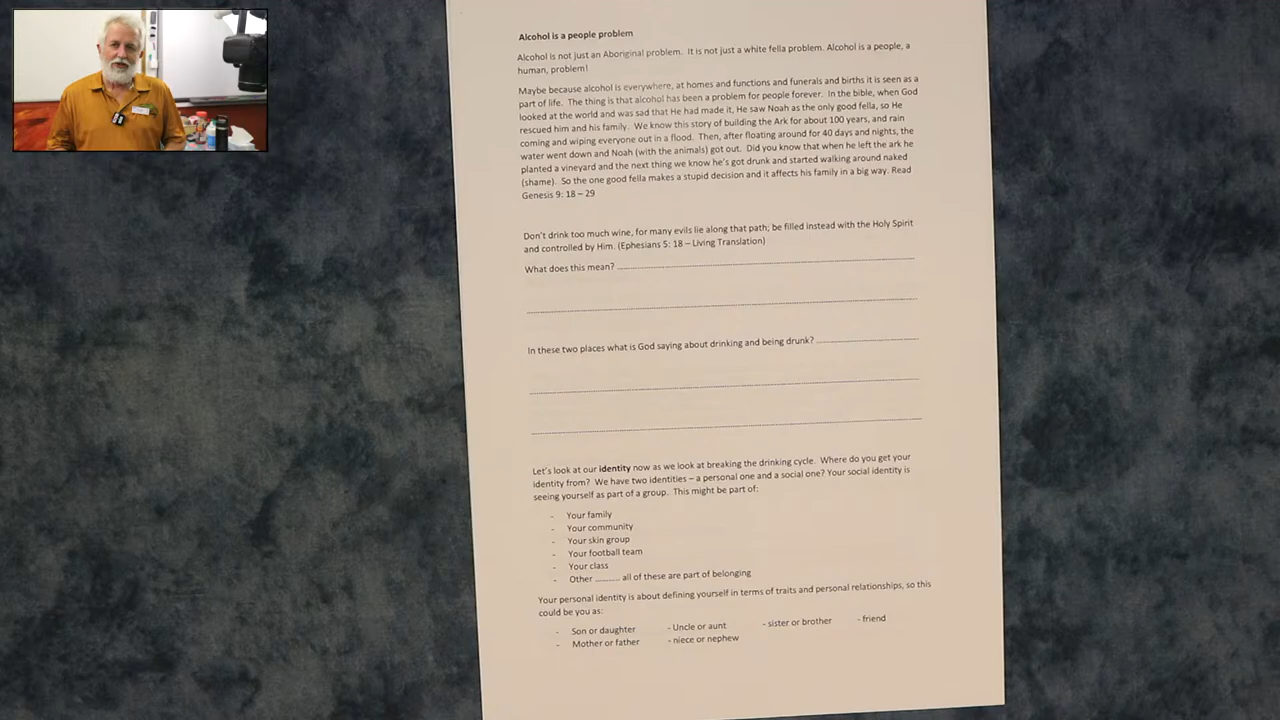 Alcohol is a people problem
Alcohol is not just an Aboriginal problem. It is not just a white fella problem. Alcohol is a people, a
human, problem!
Maybe because alcohol is everywhere, at homes and functions and funerals and births it is seen as a
part of life. The thing is that alcohol has been a problem for people forever. In the bible, when God
looked at the world and was sad that He had made it, He saw Noah as the only good fella, so He
rescued him and his family. We know this story of building the Ark for about 100 years, and rain
coming and wiping everyone out in a flood. Then, after floating around for 40 days and nights, the
water went down and Noah (with the animals) got out. Did you know that when he left the ark he
planted a vineyard and the next thing we know he's got drunk and started walking around naked
(shame). So the one good fella makes a stupid decision and it affects his family in a big way. Read
Genesis 9: 18 – 29
Don't drink too much wine, for many evils lie along that path; be filled instead with the Holy Spirit
and controlled by Him. (Ephesians 5: 18 – Living Translation)
What does this mean? ......................................................
In these two places what is God saying about drinking and being drunk? ....................
Let's look at our identity now as we look at breaking the drinking cycle. Where do you get your
identity from? We have two identities – a personal one and a social one? Your social identity is
seeing yourself as part of a group. This might be part of:
- Your family
- Your community
- Your skin group
- Your football team
- Your class
- Other .......... all of these are part of belonging
Your personal identity is about defining yourself in terms of traits and personal relationships, so this
could be you as:
- Son or daughter - Uncle or aunt - sister or brother - friend
- Mother or father - niece or nephew